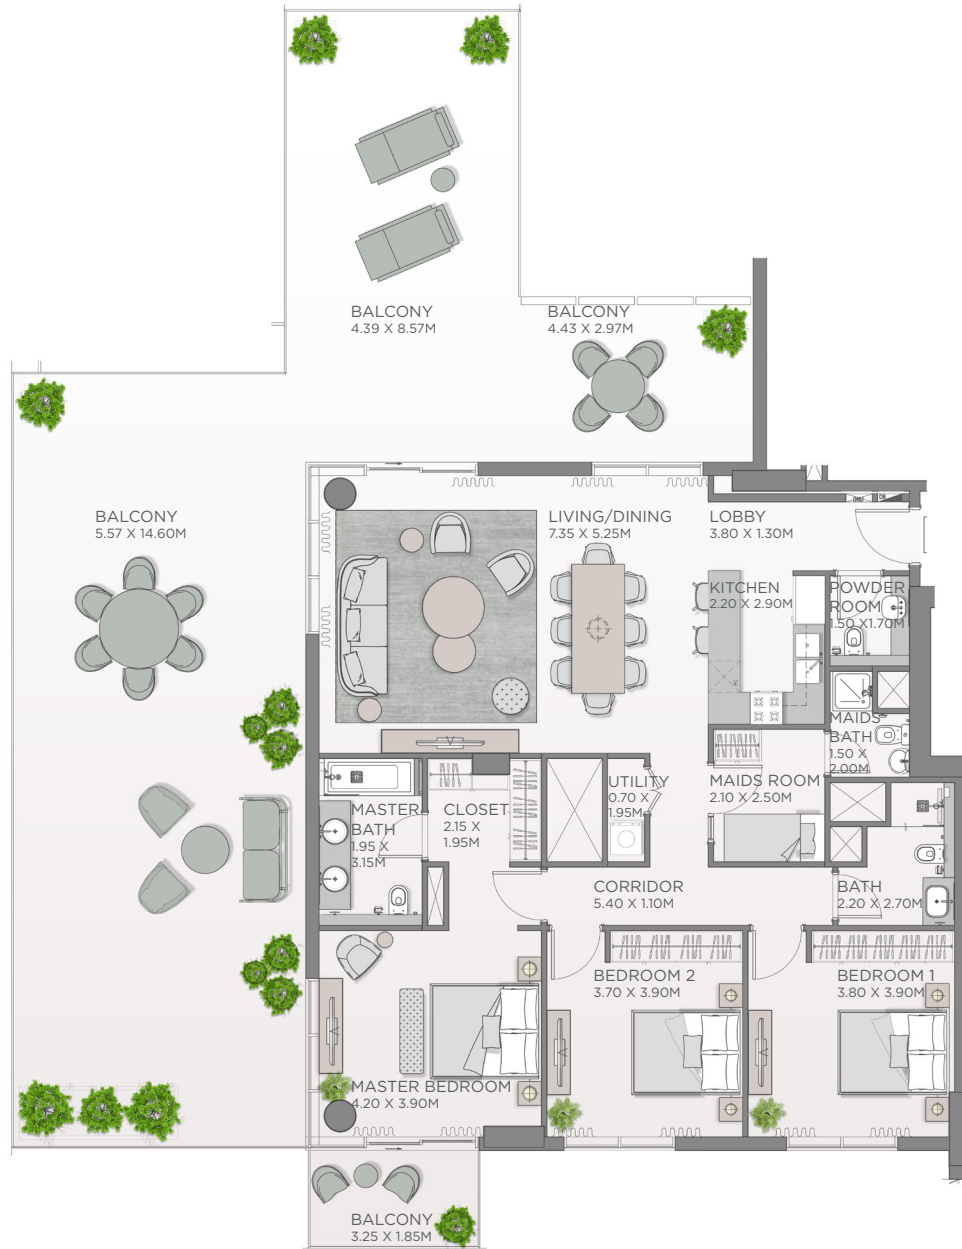 BALCONY
4.39 X 8.57M
BALCONY
4.43 X 2.97M
BALCONY
5.57 X 14.60M
LIVING/DINING
7.35 X 5.25M
LOBBY
3.80 X 1.30M
DB
KITCHEN
2.20 X 2.90M
POWDER
ROOM
1.50 X1.70M
MAIDS
BATH
1.50 X
2.00M
MASTER
BATH
1.95 X
3.15M
CLOSET
2.15 X
1.95M
UTILITY
0.70 X
1.95M
MAIDS ROOM
2.10 X 2.50M
CORRIDOR
5.40 X 1.10M
BATH
2.20 X 2.70M
BEDROOM 2
3.70 X 3.90M
BEDROOM 1
3.80 X 3.90M
MASTER BEDROOM
4.20 X 3.90M
BALCONY
3.25 X 1.85M